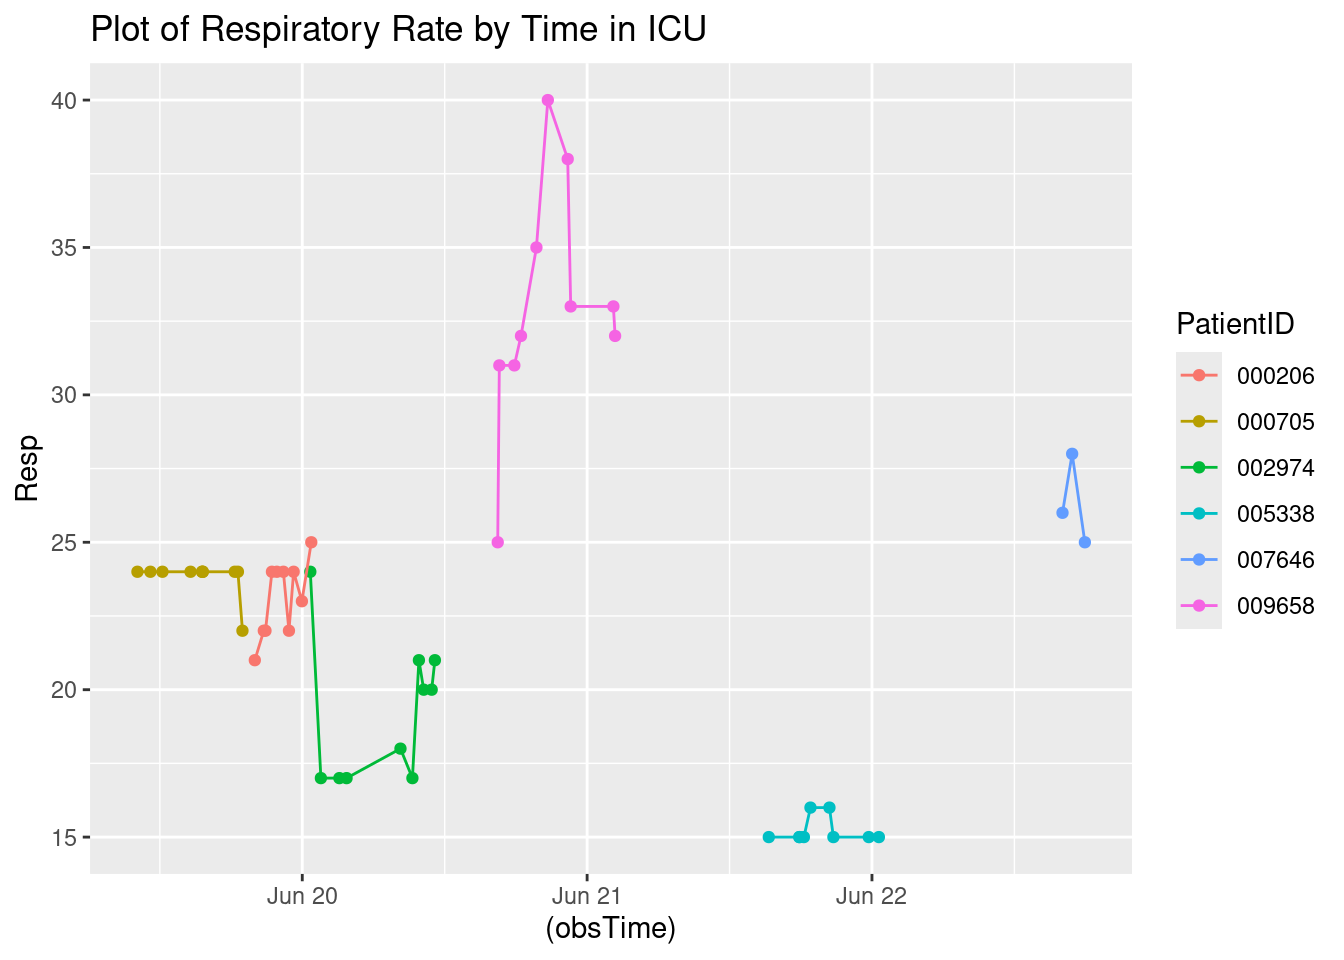 Plot of Respiratory Rate by Time in ICU
40
35
30
25
20
15
Resp
Jun 20
Jun 21
Jun 22
(obsTime)
PatientID
000206
000705
002974
005338
007646
009658